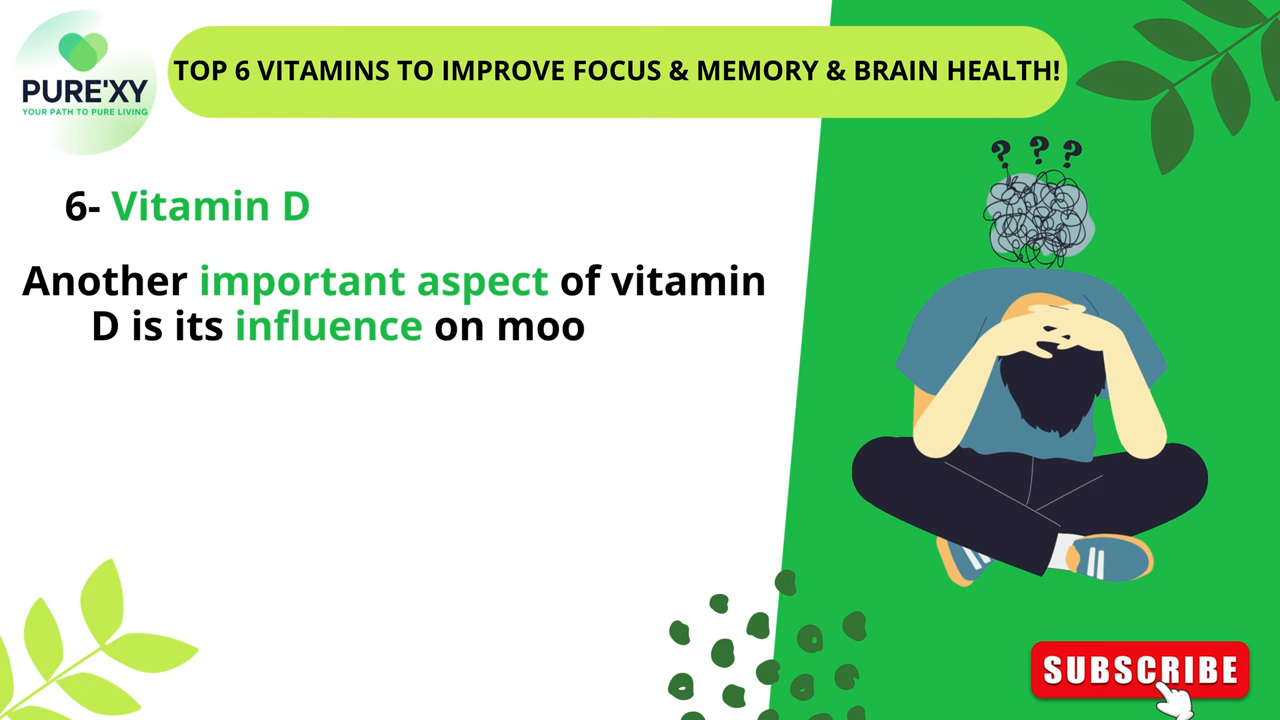 PURE'XY
YOUR PATH TO PURE LIVING
TOP 6 VITAMINS TO IMPROVE FOCUS & MEMORY & BRAIN HEALTH!
? ? ?
6- Vitamin D
Another important aspect of vitamin
D is its influence on moo
SUBSCRIBE